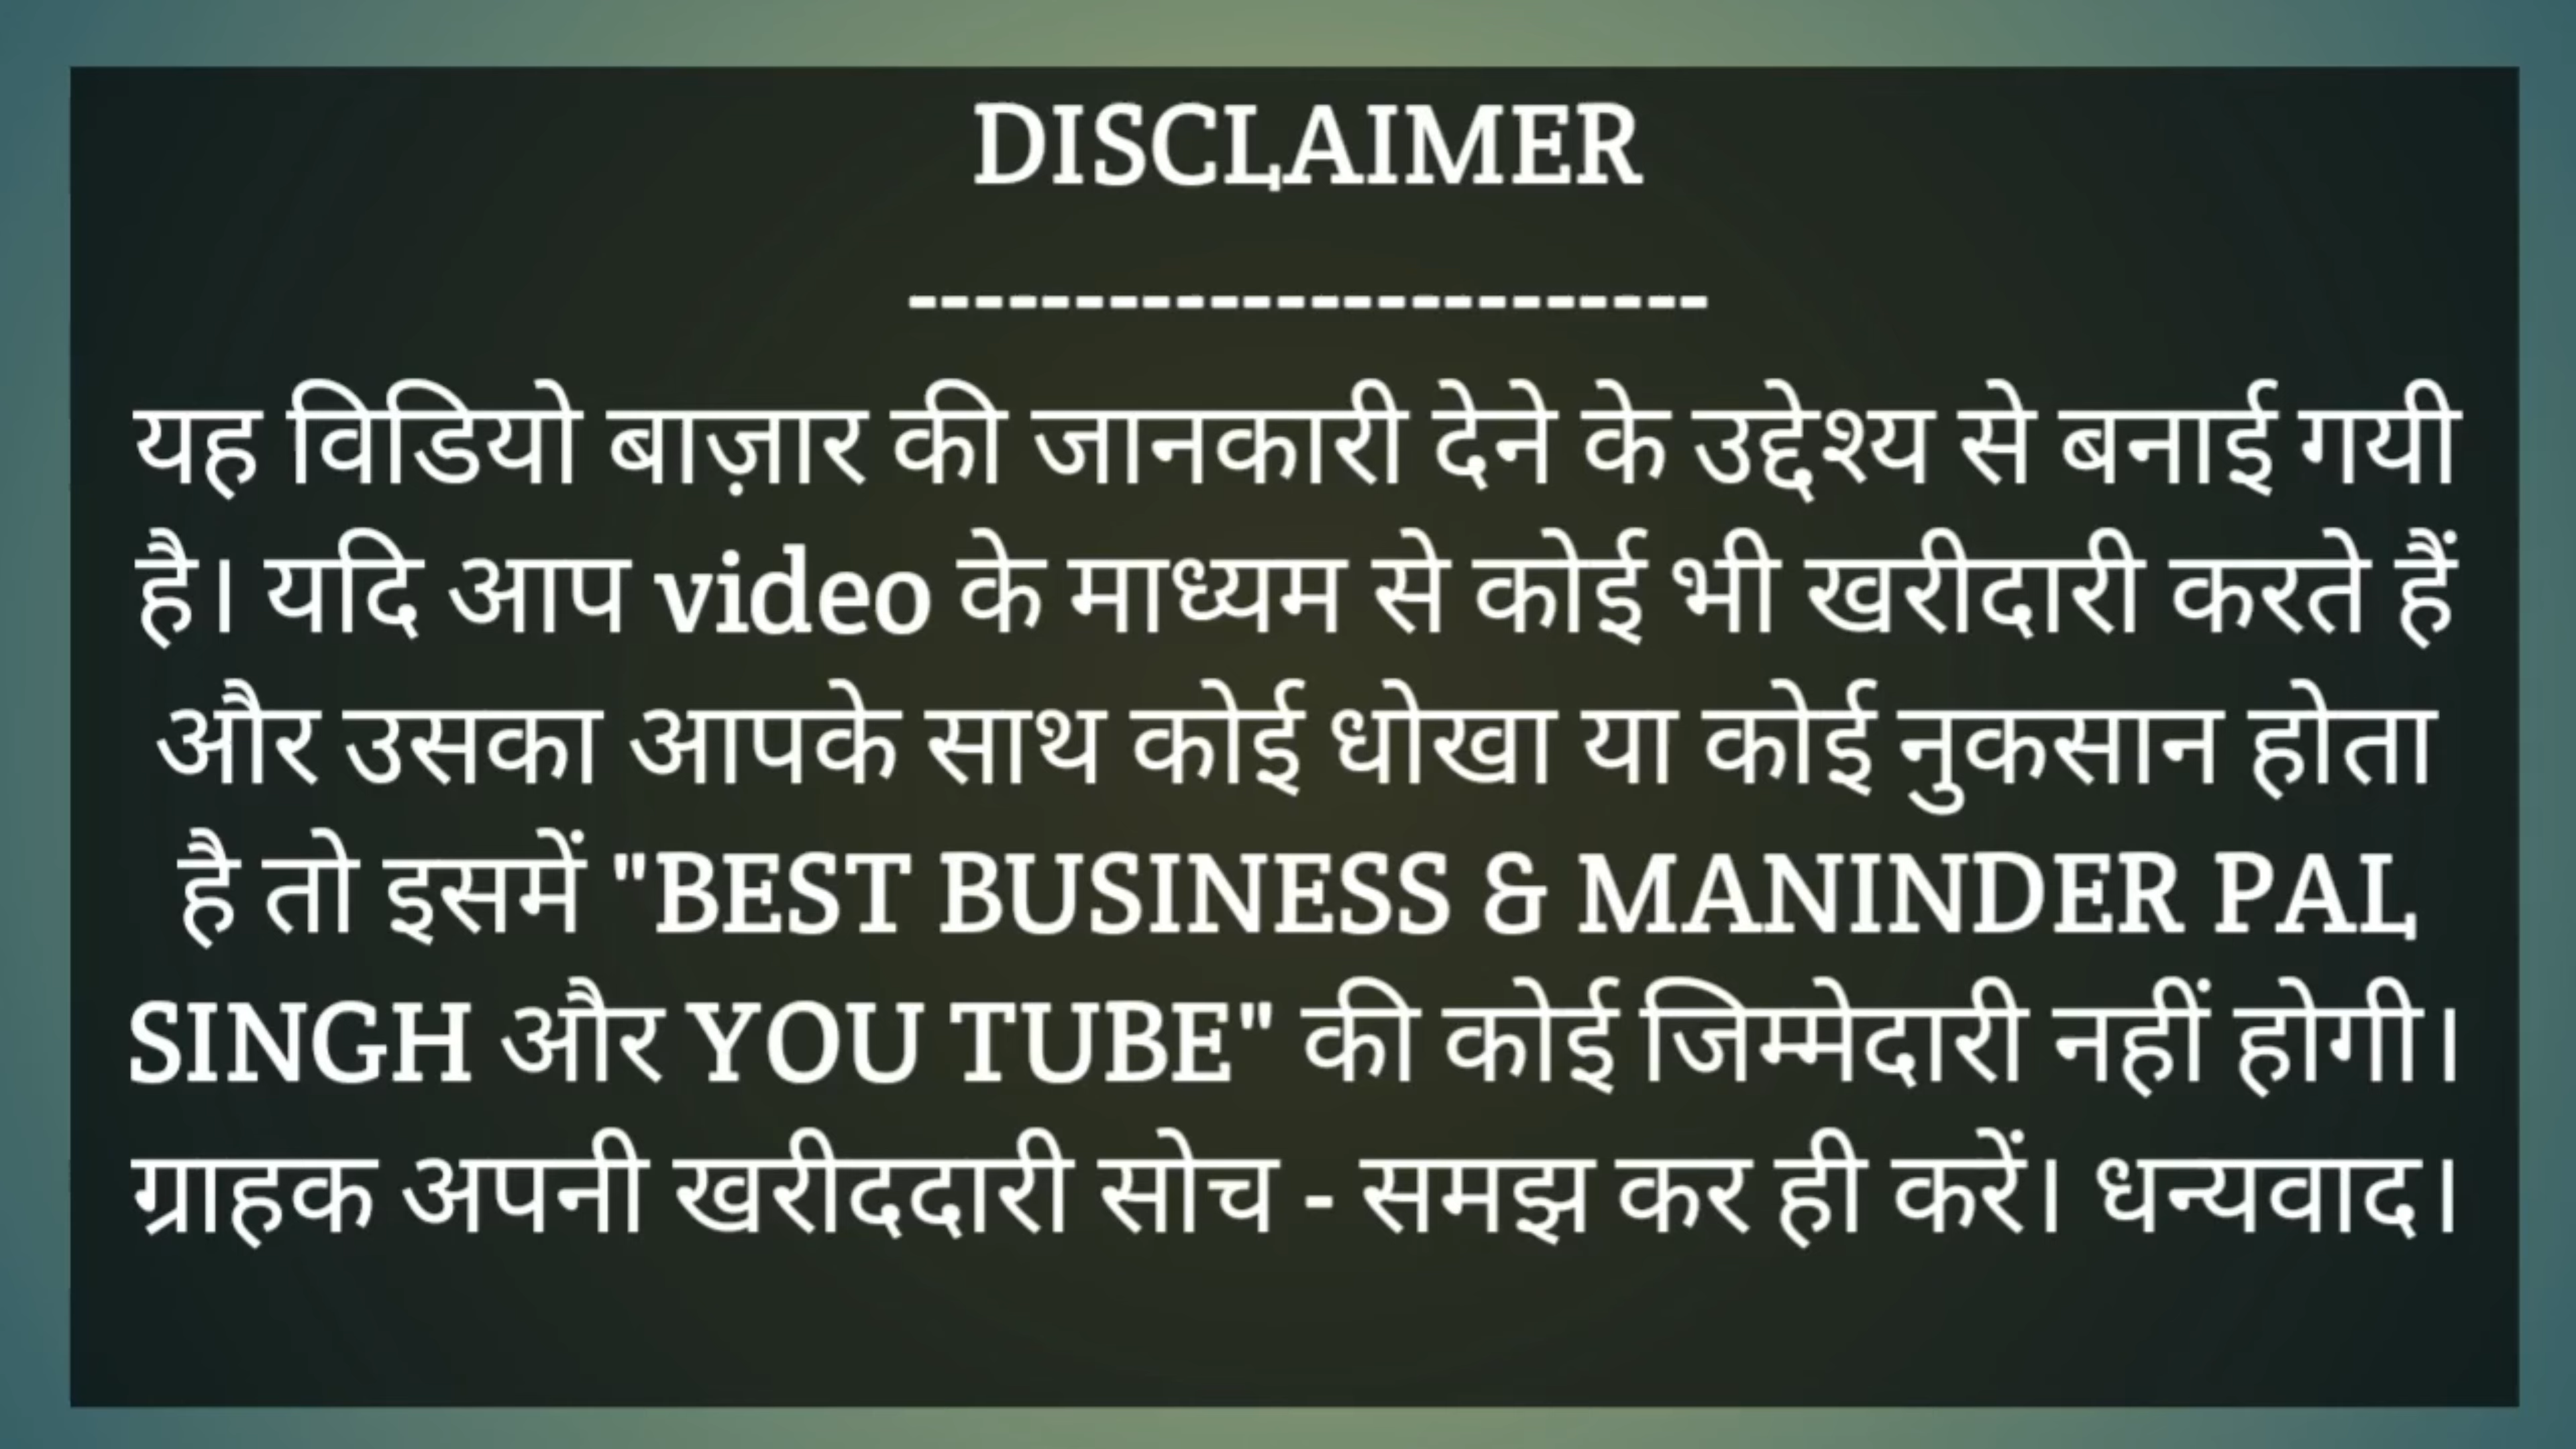 DISCLAIMER
------------------------
यह विडियो बाज़ार की जानकारी देने के उद्देश्य से बनाई गयी
है। यदि आप video के माध्यम से कोई भी खरीदारी करते हैं
और उसका आपके साथ कोई धोखा या कोई नुकसान होता
है तो इसमें "BEST BUSINESS & MANINDER PAL
SINGH और YOU TUBE" की कोई जिम्मेदारी नहीं होगी।
ग्राहक अपनी खरीददारी सोच - समझ कर ही करें। धन्यवाद।